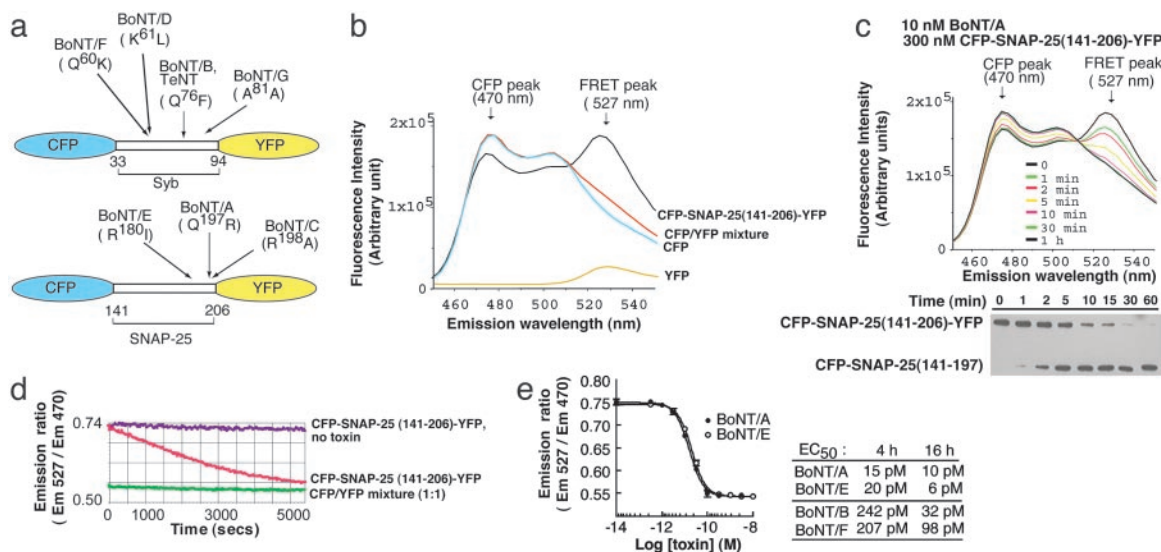 a
BoNT/D
( K61L)
BoNT/F
( Q60K)
BoNT/B,
TeNT
( Q76F)
BoNT/G
( A81A)
CFP
YFP
33
94
Syb
BoNT/E
( R180I)
BoNT/A
( Q197R)
BoNT/C
(R198A)
CFP
YFP
141
206
SNAP-25
b
CFP peak
(470 nm)
FRET peak
( 527 nm)
Fluorescence Intensity
(Arbitrary unit)
2x10^5
1x10^5
CFP-SNAP-25(141-206)-YFP
CFP/YFP mixture
CFP
YFP
460 480 500 520 540
Emission wavelength (nm)
c
10 nM BoNT/A
300 nM CFP-SNAP-25(141-206)-YFP
CFP peak
(470 nm)
FRET peak
( 527 nm)
Fluorescence Intensity
(Arbitrary units)
2x10^5
1x10^5
0
1 min
2 min
5 min
10 min
30 min
1 h
460 480 500 520 540
Emission wavelength (nm)
Time (min) 0 1 2 5 10 15 30 60
CFP-SNAP-25(141-206)-YFP
CFP-SNAP-25(141-197)
d
Emission ratio
( Em 527 / Em 470)
0.74
0.50
CFP-SNAP-25 (141-206)-YFP,
no toxin
CFP-SNAP-25 (141-206)-YFP
CFP/YFP mixture (1:1)
0 1000 3000 5000
Time (secs)
e
Emission ratio
( Em 527 / Em 470)
0.80
0.75
0.70
0.65
0.60
0.55
BoNT/A
BoNT/E
-14 -12 -10 -8
Log [toxin] (M)
EC50 : 4 h 16 h
BoNT/A 15 pM 10 pM
BoNT/E 20 pM 6 pM
BoNT/B 242 pM 32 pM
BoNT/F 207 pM 98 pM